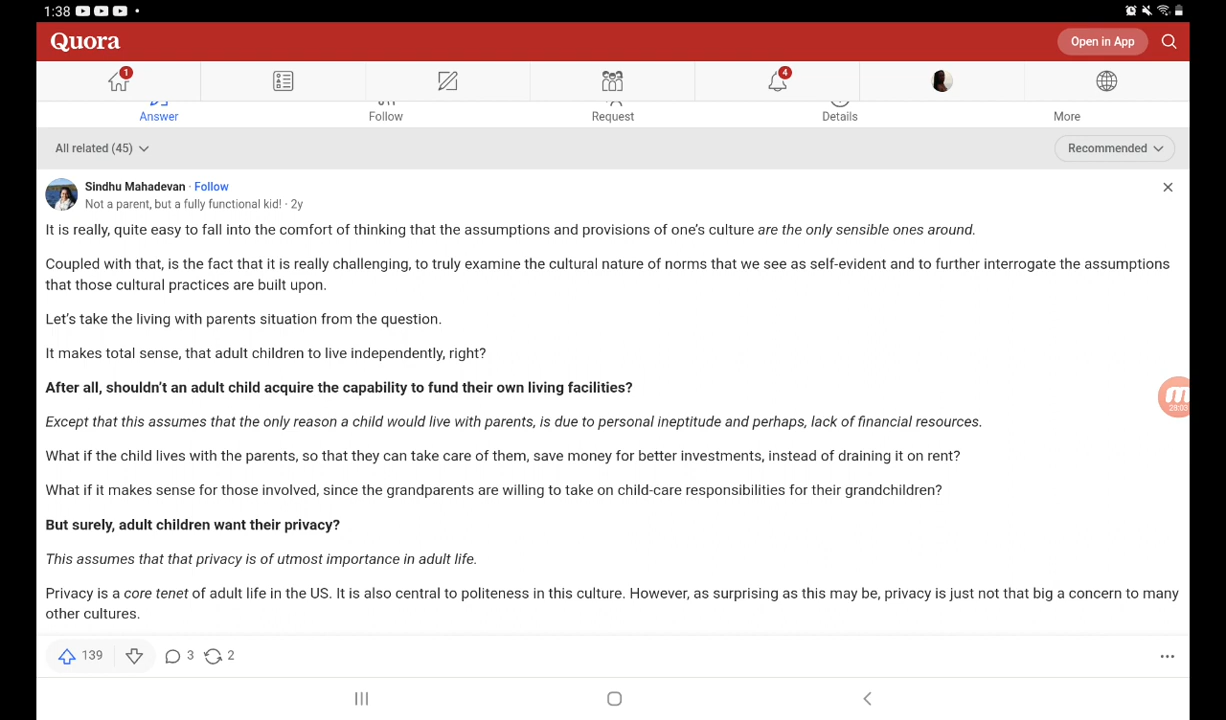 1:38
Quora
Open in App
1
4
Answer
Follow
Request
Details
More
All related (45)
Recommended
Sindhu Mahadevan · Follow
Not a parent, but a fully functional kid! · 2y
It is really, quite easy to fall into the comfort of thinking that the assumptions and provisions of one's culture are the only sensible ones around.
Coupled with that, is the fact that it is really challenging, to truly examine the cultural nature of norms that we see as self-evident and to further interrogate the assumptions
that those cultural practices are built upon.
Let's take the living with parents situation from the question.
It makes total sense, that adult children to live independently, right?
After all, shouldn't an adult child acquire the capability to fund their own living facilities?
Except that this assumes that the only reason a child would live with parents, is due to personal ineptitude and perhaps, lack of financial resources.
28:03
What if the child lives with the parents, so that they can take care of them, save money for better investments, instead of draining it on rent?
What if it makes sense for those involved, since the grandparents are willing to take on child-care responsibilities for their grandchildren?
But surely, adult children want their privacy?
This assumes that that privacy is of utmost importance in adult life.
Privacy is a core tenet of adult life in the US. It is also central to politeness in this culture. However, as surprising as this may be, privacy is just not that big a concern to many
other cultures.
139
3
2